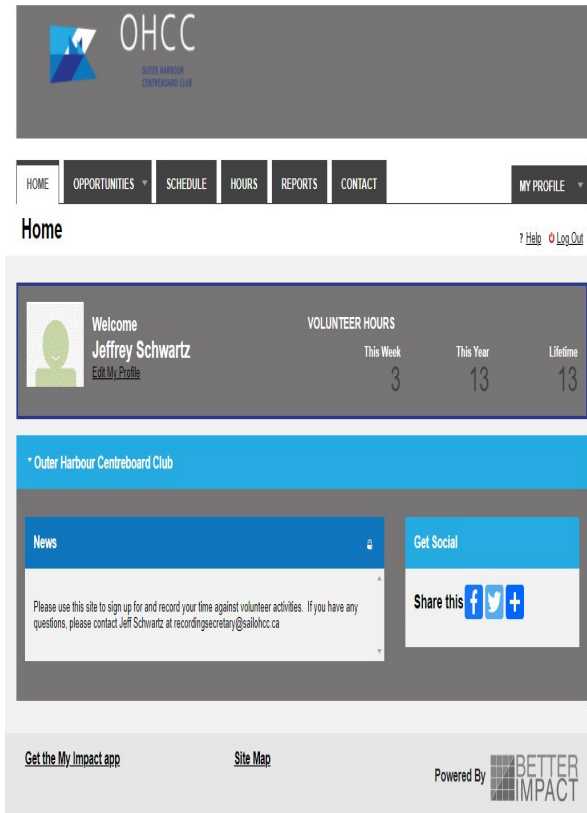 OHCC
OUTER HARBOUR
CENTREBOARD CLUB
HOME OPPORTUNITIES SCHEDULE HOURS REPORTS CONTACT MY PROFILE
Home
? Help Log Out
Welcome
Jeffrey Schwartz
Edit My Profile
VOLUNTEER HOURS
This Week This Year Lifetime
3 13 13
Outer Harbour Centreboard Club
News
Please use this site to sign up for and record your time against volunteer activities. If you have any
questions, please contact Jeff Schwartz at recordingsecretary@sailohcc.ca
Get Social
Share this
Get the My Impact app Site Map
Powered By BETTER
IMPACT